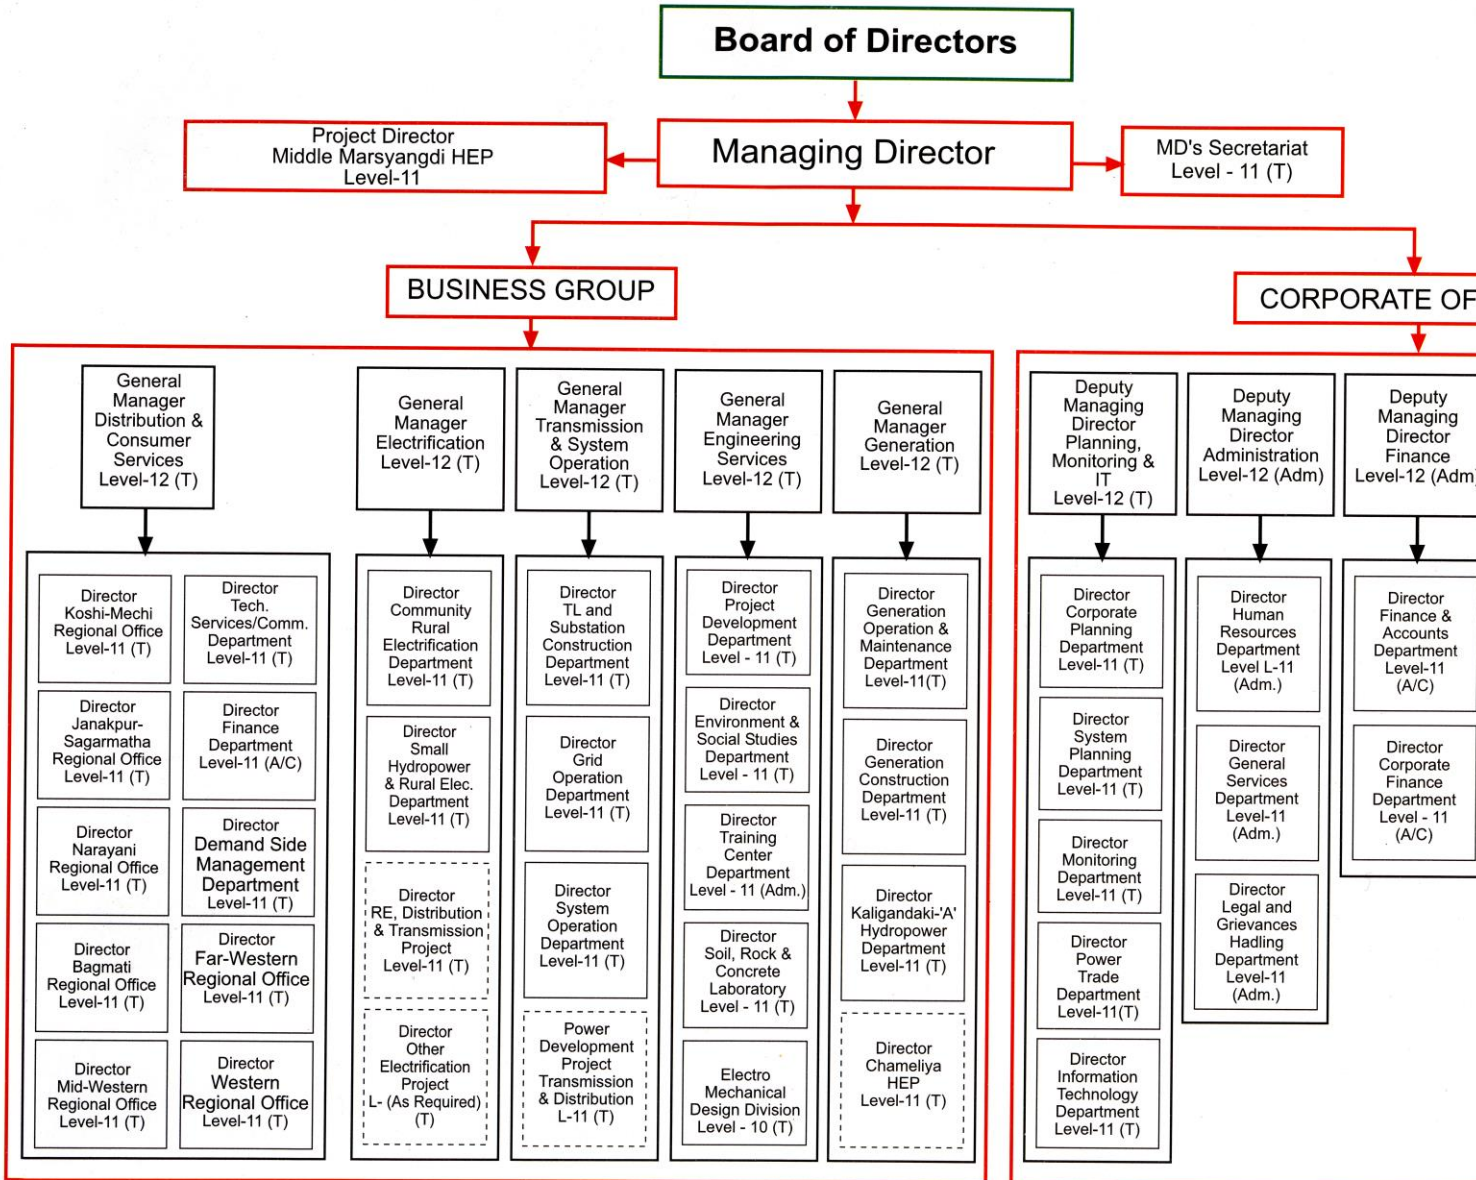 Board of Directors
Project Director
Middle Marsyangdi HEP
Level-11
Managing Director
MD's Secretariat
Level - 11 (T)
BUSINESS GROUP
CORPORATE OF
General
Manager
Distribution &
Consumer
Services
Level-12 (T)
General
Manager
Electrification
Level-12 (T)
General
Manager
Transmission
& System
Operation
Level-12 (T)
General
Manager
Engineering
Services
Level-12 (T)
General
Manager
Generation
Level-12 (T)
Deputy
Managing
Director
Planning,
Monitoring &
IT
Level-12 (T)
Deputy
Managing
Director
Administration
Level-12 (Adm)
Deputy
Managing
Director
Finance
Level-12 (Adm)
Director
Koshi-Mechi
Regional Office
Level-11 (T)
Director
Janakpur-
Sagarmatha
Regional Office
Level-11 (T)
Director
Narayani
Regional Office
Level-11 (T)
Director
Bagmati
Regional Office
Level-11 (T)
Director
Mid-Western
Regional Office
Level-11 (T)
Director
Tech.
Services/Comm.
Department
Level-11 (T)
Director
Finance
Department
Level-11 (A/C)
Director
Demand Side
Management
Department
Level-11 (T)
Director
Far-Western
Regional Office
Level-11 (T)
Director
Western
Regional Office
Level-11 (T)
Director
Community
Rural
Electrification
Department
Level-11 (T)
Director
Small
Hydropower
& Rural Elec.
Department
Level-11 (T)
Director
RE, Distribution
& Transmission
Project
Level-11 (T)
Director
Other
Electrification
Project
L- (As Required)
(T)
Director
TL and
Substation
Construction
Department
Level-11 (T)
Director
Grid
Operation
Department
Level-11 (T)
Director
System
Operation
Department
Level-11 (T)
Power
Development
Project
Transmission
& Distribution
L-11 (T)
Director
Project
Development
Department
Level - 11 (T)
Director
Environment &
Social Studies
Department
Level - 11 (T)
Director
Training
Center
Department
Level - 11 (Adm.)
Director
Soil, Rock &
Concrete
Laboratory
Level - 11 (T)
Electro
Mechanical
Design Division
Level - 10 (T)
Director
Generation
Operation &
Maintenance
Department
Level-11(T)
Director
Generation
Construction
Department
Level-11 (T)
Director
Kaligandaki-'A'
Hydropower
Department
Level-11 (T)
Director
Chameliya
HEP
Level-11 (T)
Director
Corporate
Planning
Department
Level-11 (T)
Director
System
Planning
Department
Level-11 (T)
Director
Monitoring
Department
Level-11 (T)
Director
Power
Trade
Department
Level-11(T)
Director
Information
Technology
Department
Level-11 (T)
Director
Human
Resources
Department
Level L-11
(Adm.)
Director
General
Services
Department
Level-11
(Adm.)
Director
Legal and
Grievances
Hadling
Department
Level-11
(Adm.)
Director
Finance &
Accounts
Department
Level-11
(A/C)
Director
Corporate
Finance
Department
Level - 11
(A/C)